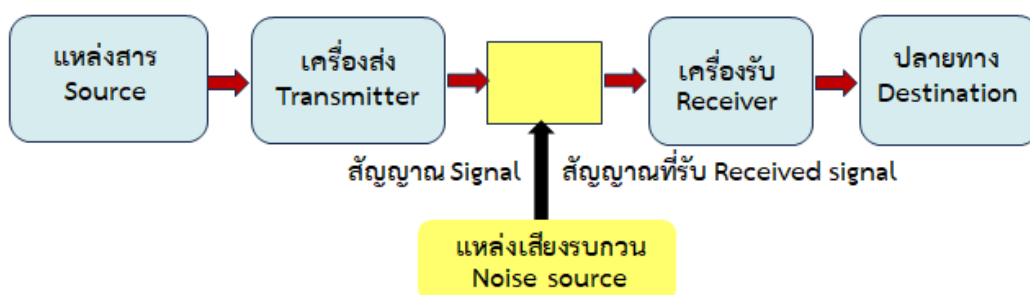 แหล่งสาร
Source
เครื่องส่ง
Transmitter
เครื่องรับ
Receiver
ปลายทาง
Destination
สัญญาณ Signal
สัญญาณที่รับ Received signal
แหล่งเสียงรบกวน
Noise source